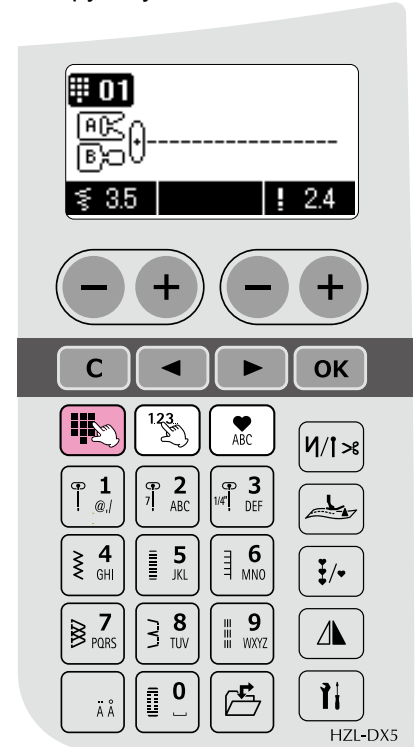 01
A
B
3.5 2.4
C OK
123 ABC
1 @,/ 7 2 ABC 1/4" 3 DEF
4 GHI 5 JKL 6 MNO
7 PQRS 8 TUV 9 WXYZ
Ä Å 0
HZL-DX5